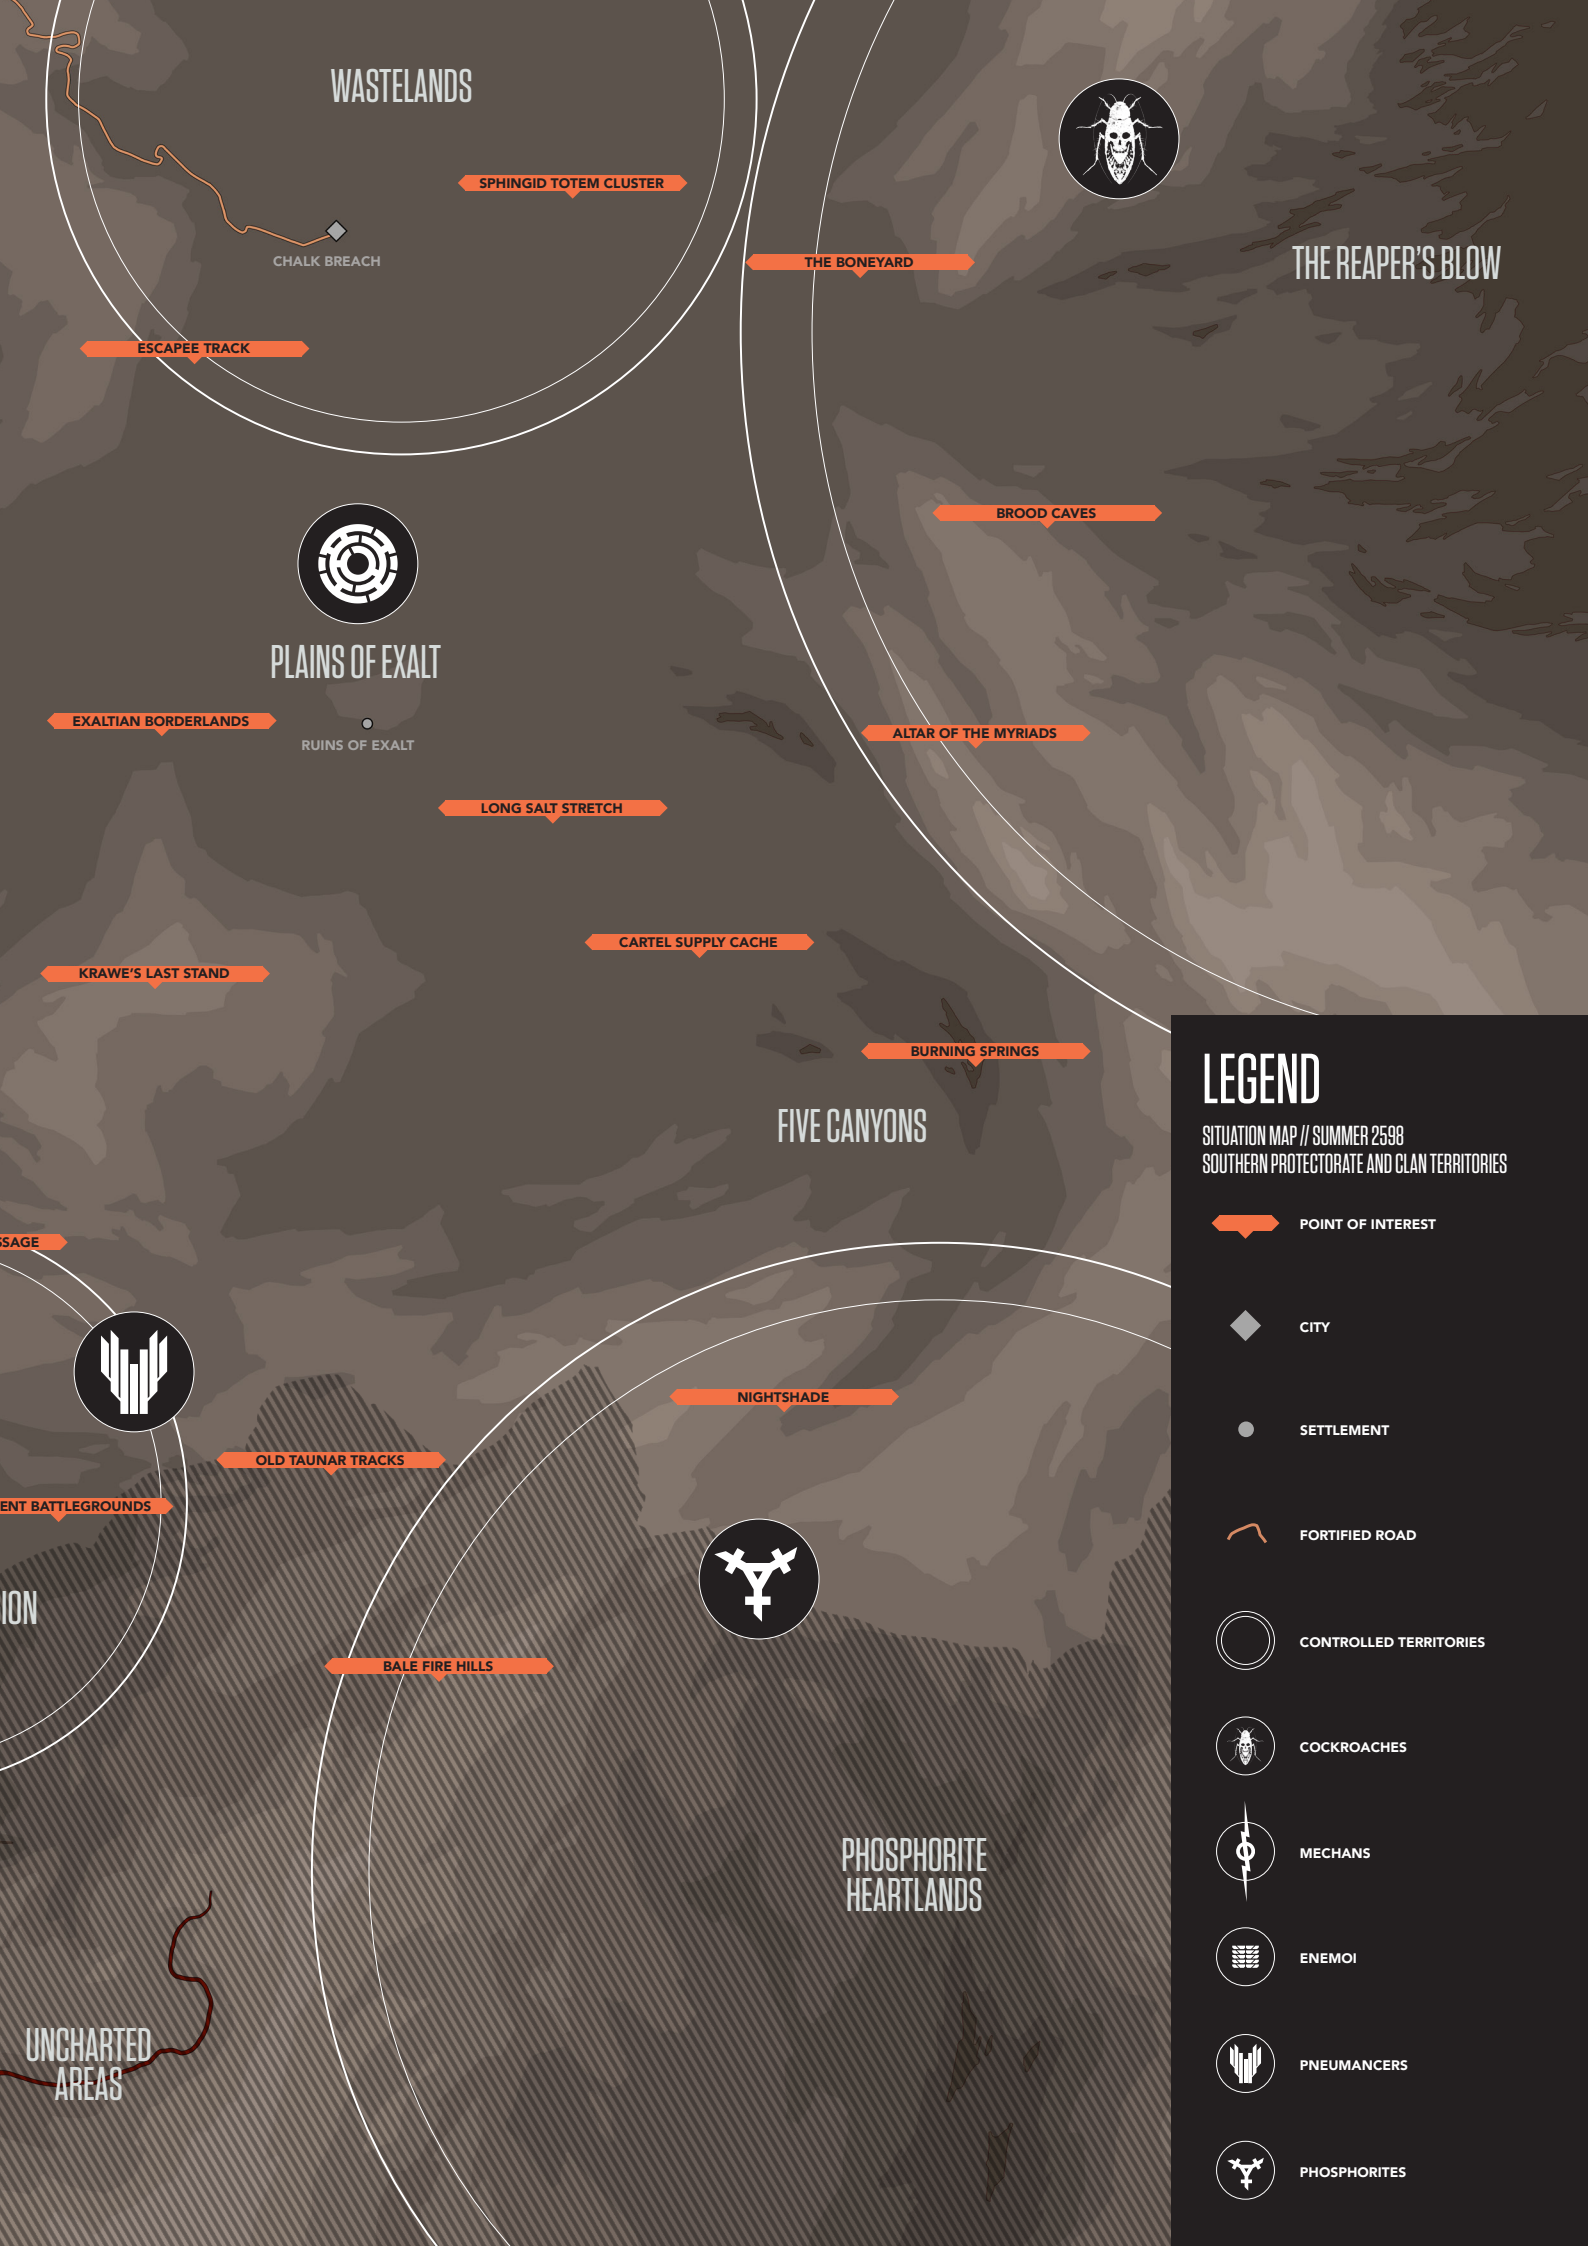 WASTELANDS
SPHINGID TOTEM CLUSTER
CHALK BREACH
THE BONEYARD
THE REAPER'S BLOW
ESCAPEE TRACK
BROOD CAVES
PLAINS OF EXALT
EXALTIAN BORDERLANDS
RUINS OF EXALT
ALTAR OF THE MYRIADS
LONG SALT STRETCH
CARTEL SUPPLY CACHE
KRAWE'S LAST STAND
BURNING SPRINGS
FIVE CANYONS
SSAGE
NIGHTSHADE
OLD TAUNAR TRACKS
ENT BATTLEGROUNDS
ION
BALE FIRE HILLS
PHOSPHORITE
HEARTLANDS
UNCHARTED
AREAS
LEGEND
SITUATION MAP // SUMMER 2598
SOUTHERN PROTECTORATE AND CLAN TERRITORIES
POINT OF INTEREST
CITY
SETTLEMENT
FORTIFIED ROAD
CONTROLLED TERRITORIES
COCKROACHES
MECHANS
ENEMOI
PNEUMANCERS
PHOSPHORITES